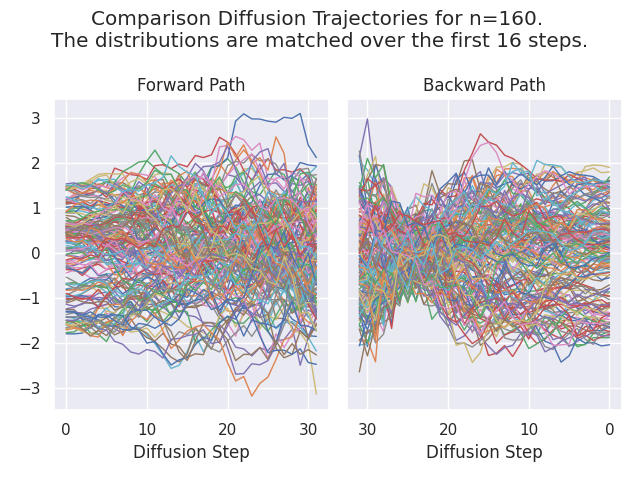 Comparison Diffusion Trajectories for n=160.
The distributions are matched over the first 16 steps.
Forward Path
Backward Path
3
2
1
0
−1
−2
−3
0 10 20 30
30 20 10 0
Diffusion Step
Diffusion Step